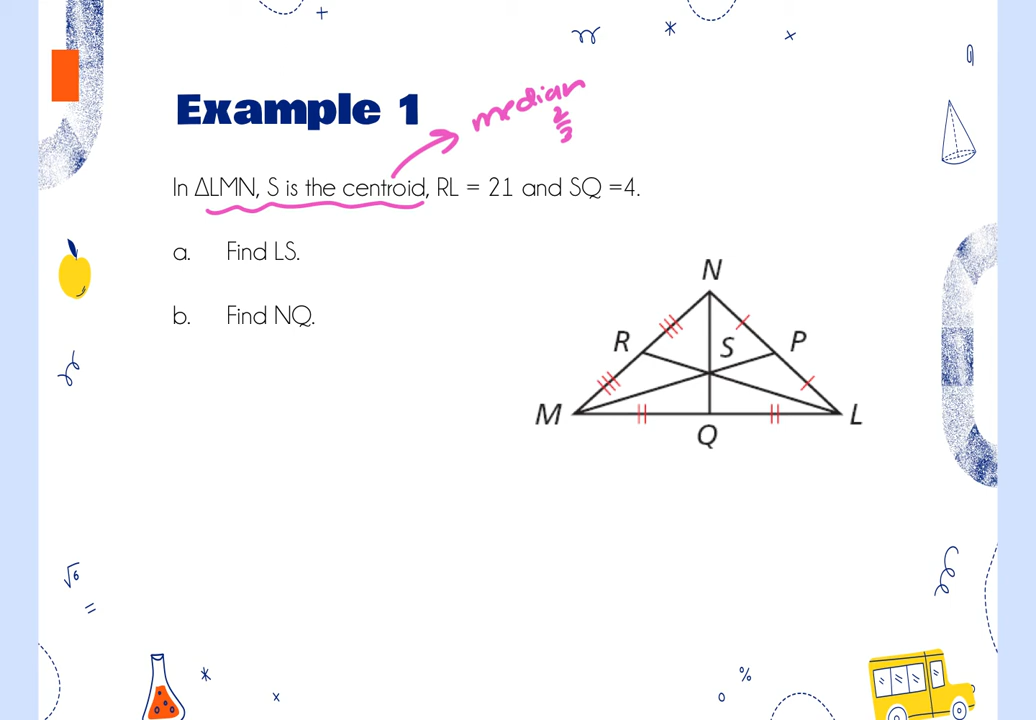 Example 1
median
2/3
In ΔLMN, S is the centroid, RL = 21 and SQ =4.
a. Find LS.
b. Find NQ.
N
R
S
P
M
L
Q
√6
=
%